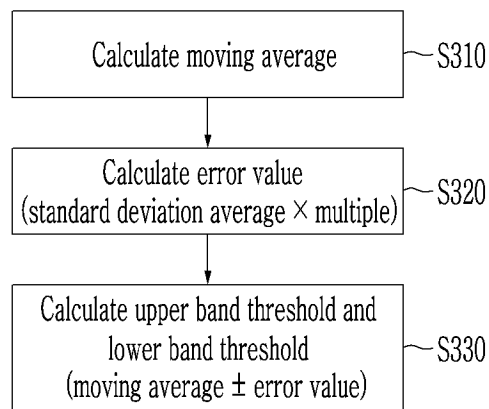 Calculate moving average
S310
Calculate error value
(standard deviation average × multiple)
S320
Calculate upper band threshold and
lower band threshold
(moving average ± error value)
S330